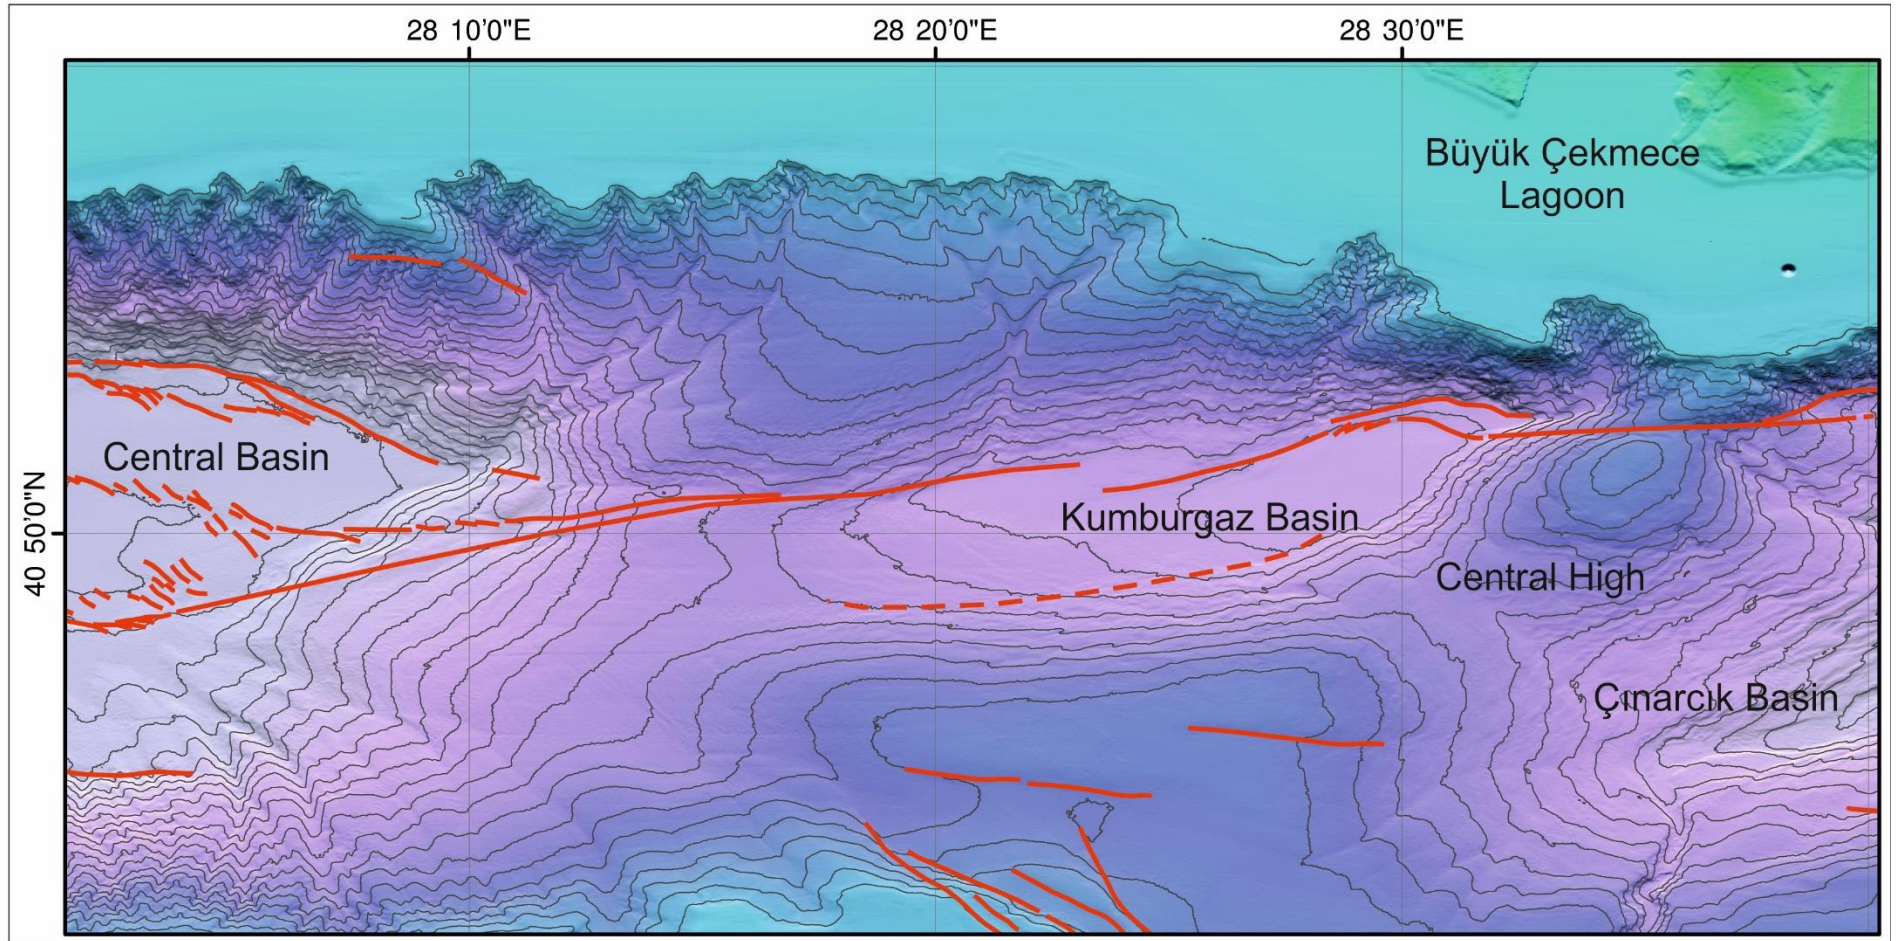 28 10'0"E
28 20'0"E
28 30'0"E
Büyük Çekmece
Lagoon
Central Basin
40 50'0"N
Kumburgaz Basin
Central High
Çınarcık Basin